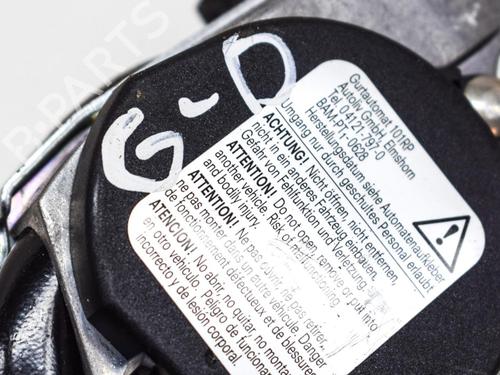 G-D
Gurtautomat 101RP
Autoliv GmbH, Elmshorn
Tel. 04121-797-0
BAM-PT1-0628
Herstellungsdatum siehe Automatenaufkleber
Umgang nur durch geschultes Personal erlaubt
ACHTUNG! Nicht öffnen, nicht entfernen,
nicht in ein anderes Fahrzeug einbauen.
Gefahr von Fehlfunktion und Verletzung.
ATTENTION! Do not open, remove or put into
another vehicle. Risk of malfunctioning
and bodily injury.
ATTENTION! Ne pas ouvrir, ne pas retirer,
ne pas monter dans un autre véhicule. Danger
de fonctionnement défectueux et de blessures
ATENCION! No abrir, no quitar, no montar
en otro vehículo. Peligro de funcionamiento
incorrecto y de lesión corporal.
B-PARTS